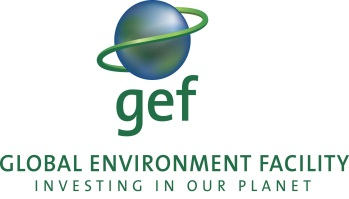 gef
GLOBAL ENVIRONMENT FACILITY
INVESTING IN OUR PLANET